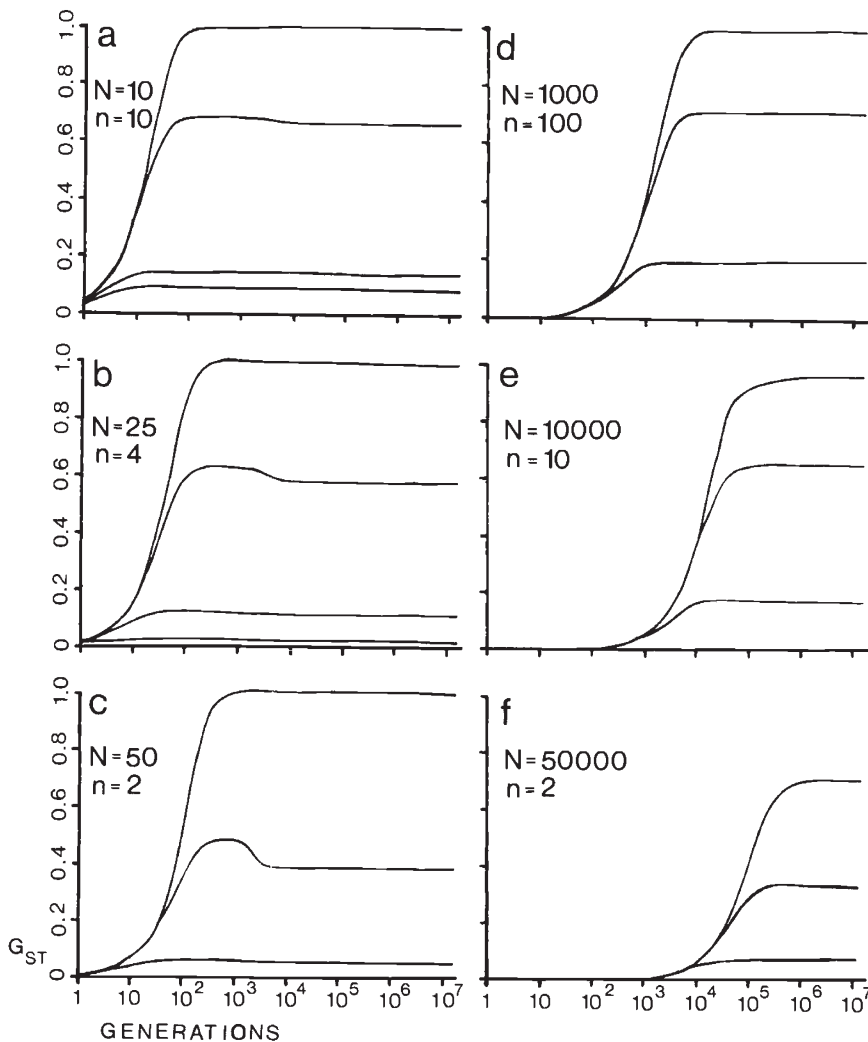 a
N=10
n=10
1.0
0.8
0.6
0.4
0.2
0
d
N=1000
n=100
b
N=25
n=4
1.0
0.8
0.6
0.4
0.2
0
e
N=10000
n=10
c
N=50
n=2
1.0
0.8
0.6
0.4
0.2
0
G_ST
f
N=50000
n=2
1 10 10² 10³ 10⁴ 10⁵ 10⁶ 10⁷
1 10 10² 10³ 10⁴ 10⁵ 10⁶ 10⁷
GENERATIONS